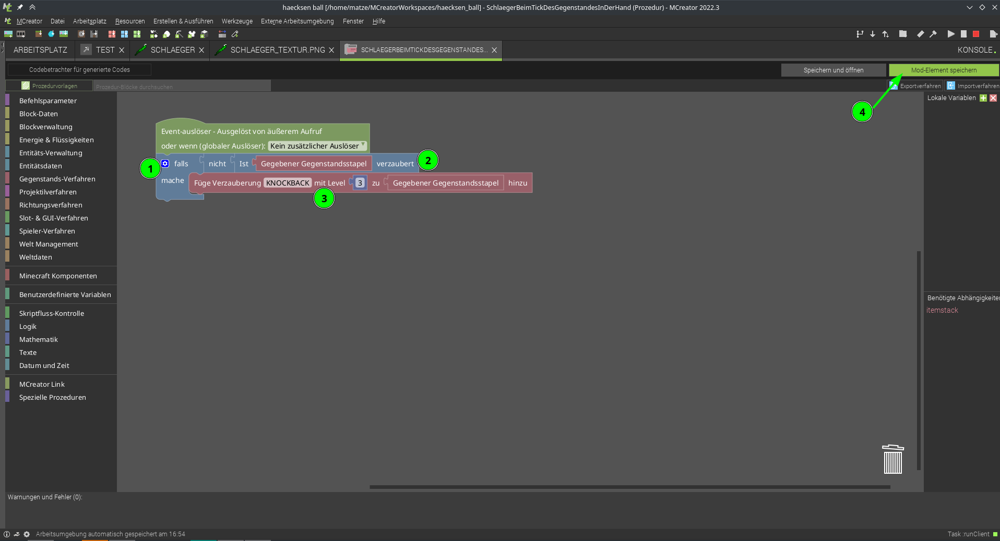 haecksen ball [/home/matze/MCreatorWorkspaces/haecksen_ball] - SchlaegerBeimTickDesGegenstandesInDerHand (Prozedur) - MCreator 2022.3
MCreator Datei Arbeitsplatz Resourcen Erstellen & Ausführen Werkzeuge Externe Arbeitsumgebung Fenster Hilfe
ARBEITSPLATZ TEST SCHLAEGER SCHLAEGER_TEXTUR.PNG SCHLAEGERBEIMTICKDESGEGENSTANDES... KONSOLE
Codebetrachter für generierte Codes Speichern und öffnen Mod-Element speichern
Prozedurvorlagen Prozedur-Blöcke durchsuchen Exportverfahren Importverfahren
Befehlsparameter
Block-Daten
Blockverwaltung
Energie & Flüssigkeiten
Entitäts-Verwaltung
Entitätsdaten
Gegenstands-Verfahren
Projektilverfahren
Richtungsverfahren
Slot- & GUI-Verfahren
Spieler-Verfahren
Welt Management
Weltdaten
Minecraft Komponenten
Benutzerdefinierte Variablen
Skriptfluss-Kontrolle
Logik
Mathematik
Texte
Datum und Zeit
MCreator Link
Spezielle Prozeduren
Event-auslöser - Ausgelöst von äußerem Aufruf
oder wenn (globaler Auslöser): Kein zusätzlicher Auslöser
1 falls nicht Ist Gegebener Gegenstandsstapel verzaubert 2
mache Füge Verzauberung KNOCKBACK mit Level 3 zu Gegebener Gegenstandsstapel hinzu
3
4
Lokale Variablen
Benötigte Abhängigkeiten
itemstack
Warnungen und Fehler (0):
Arbeitsumgebung automatisch gespeichert am 16:54 Task :runClient